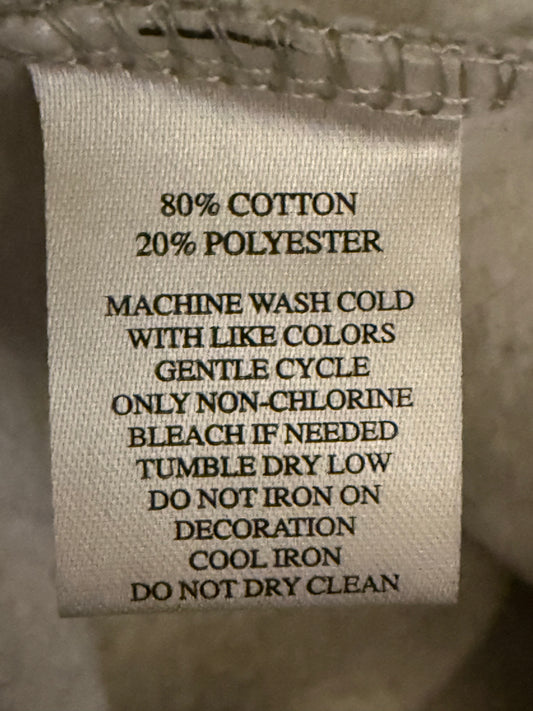 80% COTTON
20% POLYESTER
MACHINE WASH COLD
WITH LIKE COLORS
GENTLE CYCLE
ONLY NON-CHLORINE
BLEACH IF NEEDED
TUMBLE DRY LOW
DO NOT IRON ON
DECORATION
COOL IRON
DO NOT DRY CLEAN